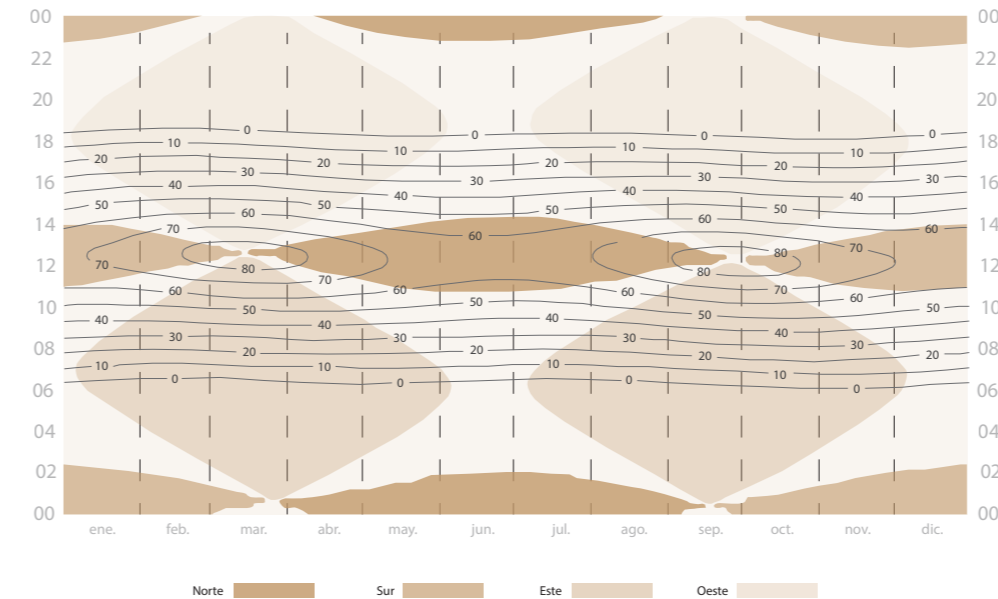 00 00
22 22
20 20
0 0 0 0
18 18
10 10 10 10
20 20 20 20
30 30 30 30
16 16
40 40 40 40
50 50 50 50
60 60 60
14 14
70 60 70
80
12 70 80 12
80
70 60 60 70
60 50 60
10 50 50 50 10
40 40 40 40
30 30 30 30
08 20 20 20 20 08
10 10 10 10
0 0 0 0
06 06
04 04
02 02
00 00
ene. feb. mar. abr. may. jun. jul. ago. sep. oct. nov. dic.
Norte Sur Este Oeste